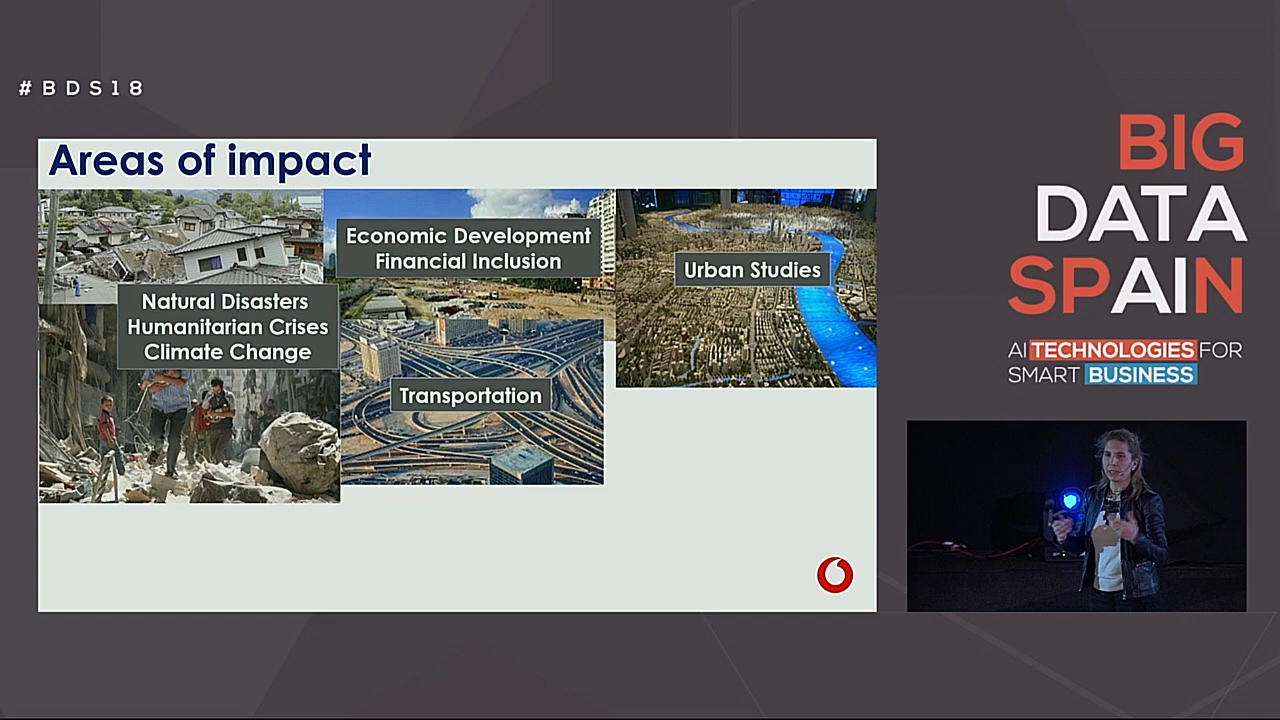 #BDS18
Areas of impact
Natural Disasters
Humanitarian Crises
Climate Change
Economic Development
Financial Inclusion
Transportation
Urban Studies
BIG
DATA
SPAIN
AI TECHNOLOGIES FOR
SMART BUSINESS